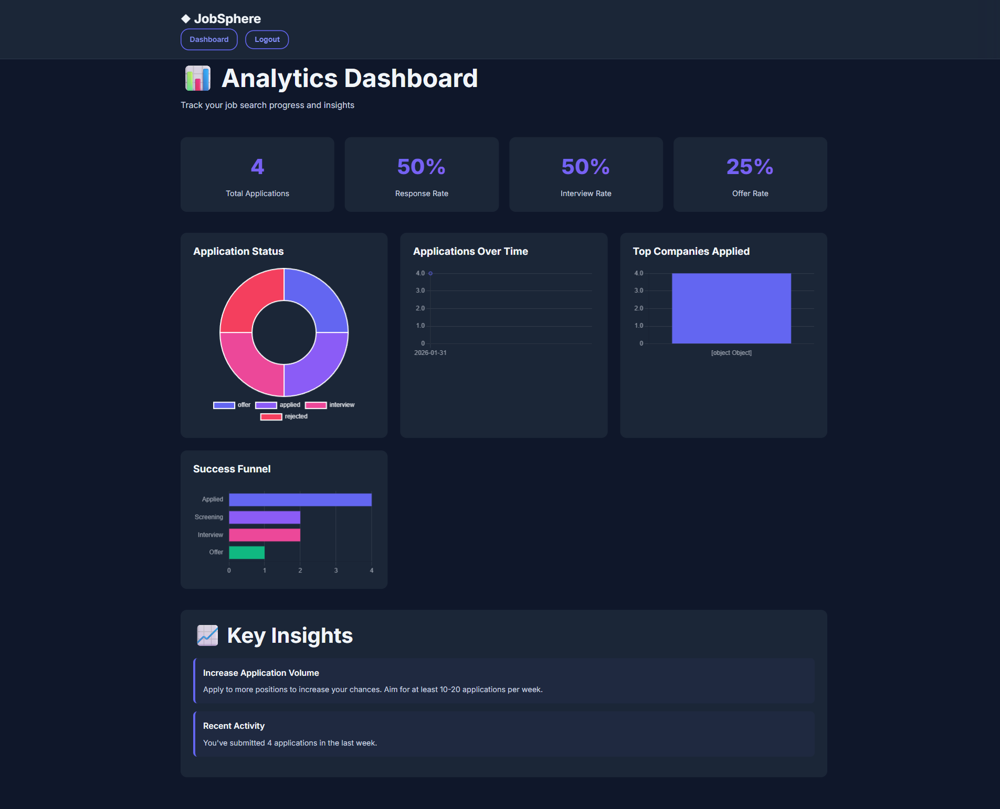 ◆ JobSphere
Dashboard
Logout
Analytics Dashboard
Track your job search progress and insights
4
Total Applications
50%
Response Rate
50%
Interview Rate
25%
Offer Rate
Application Status
offer applied interview
rejected
Applications Over Time
4.0
3.0
2.0
1.0
0
2026-01-31
Top Companies Applied
4.0
3.0
2.0
1.0
0
[object Object]
Success Funnel
Applied
Screening
Interview
Offer
0 1 2 3 4
Key Insights
Increase Application Volume
Apply to more positions to increase your chances. Aim for at least 10-20 applications per week.
Recent Activity
You've submitted 4 applications in the last week.